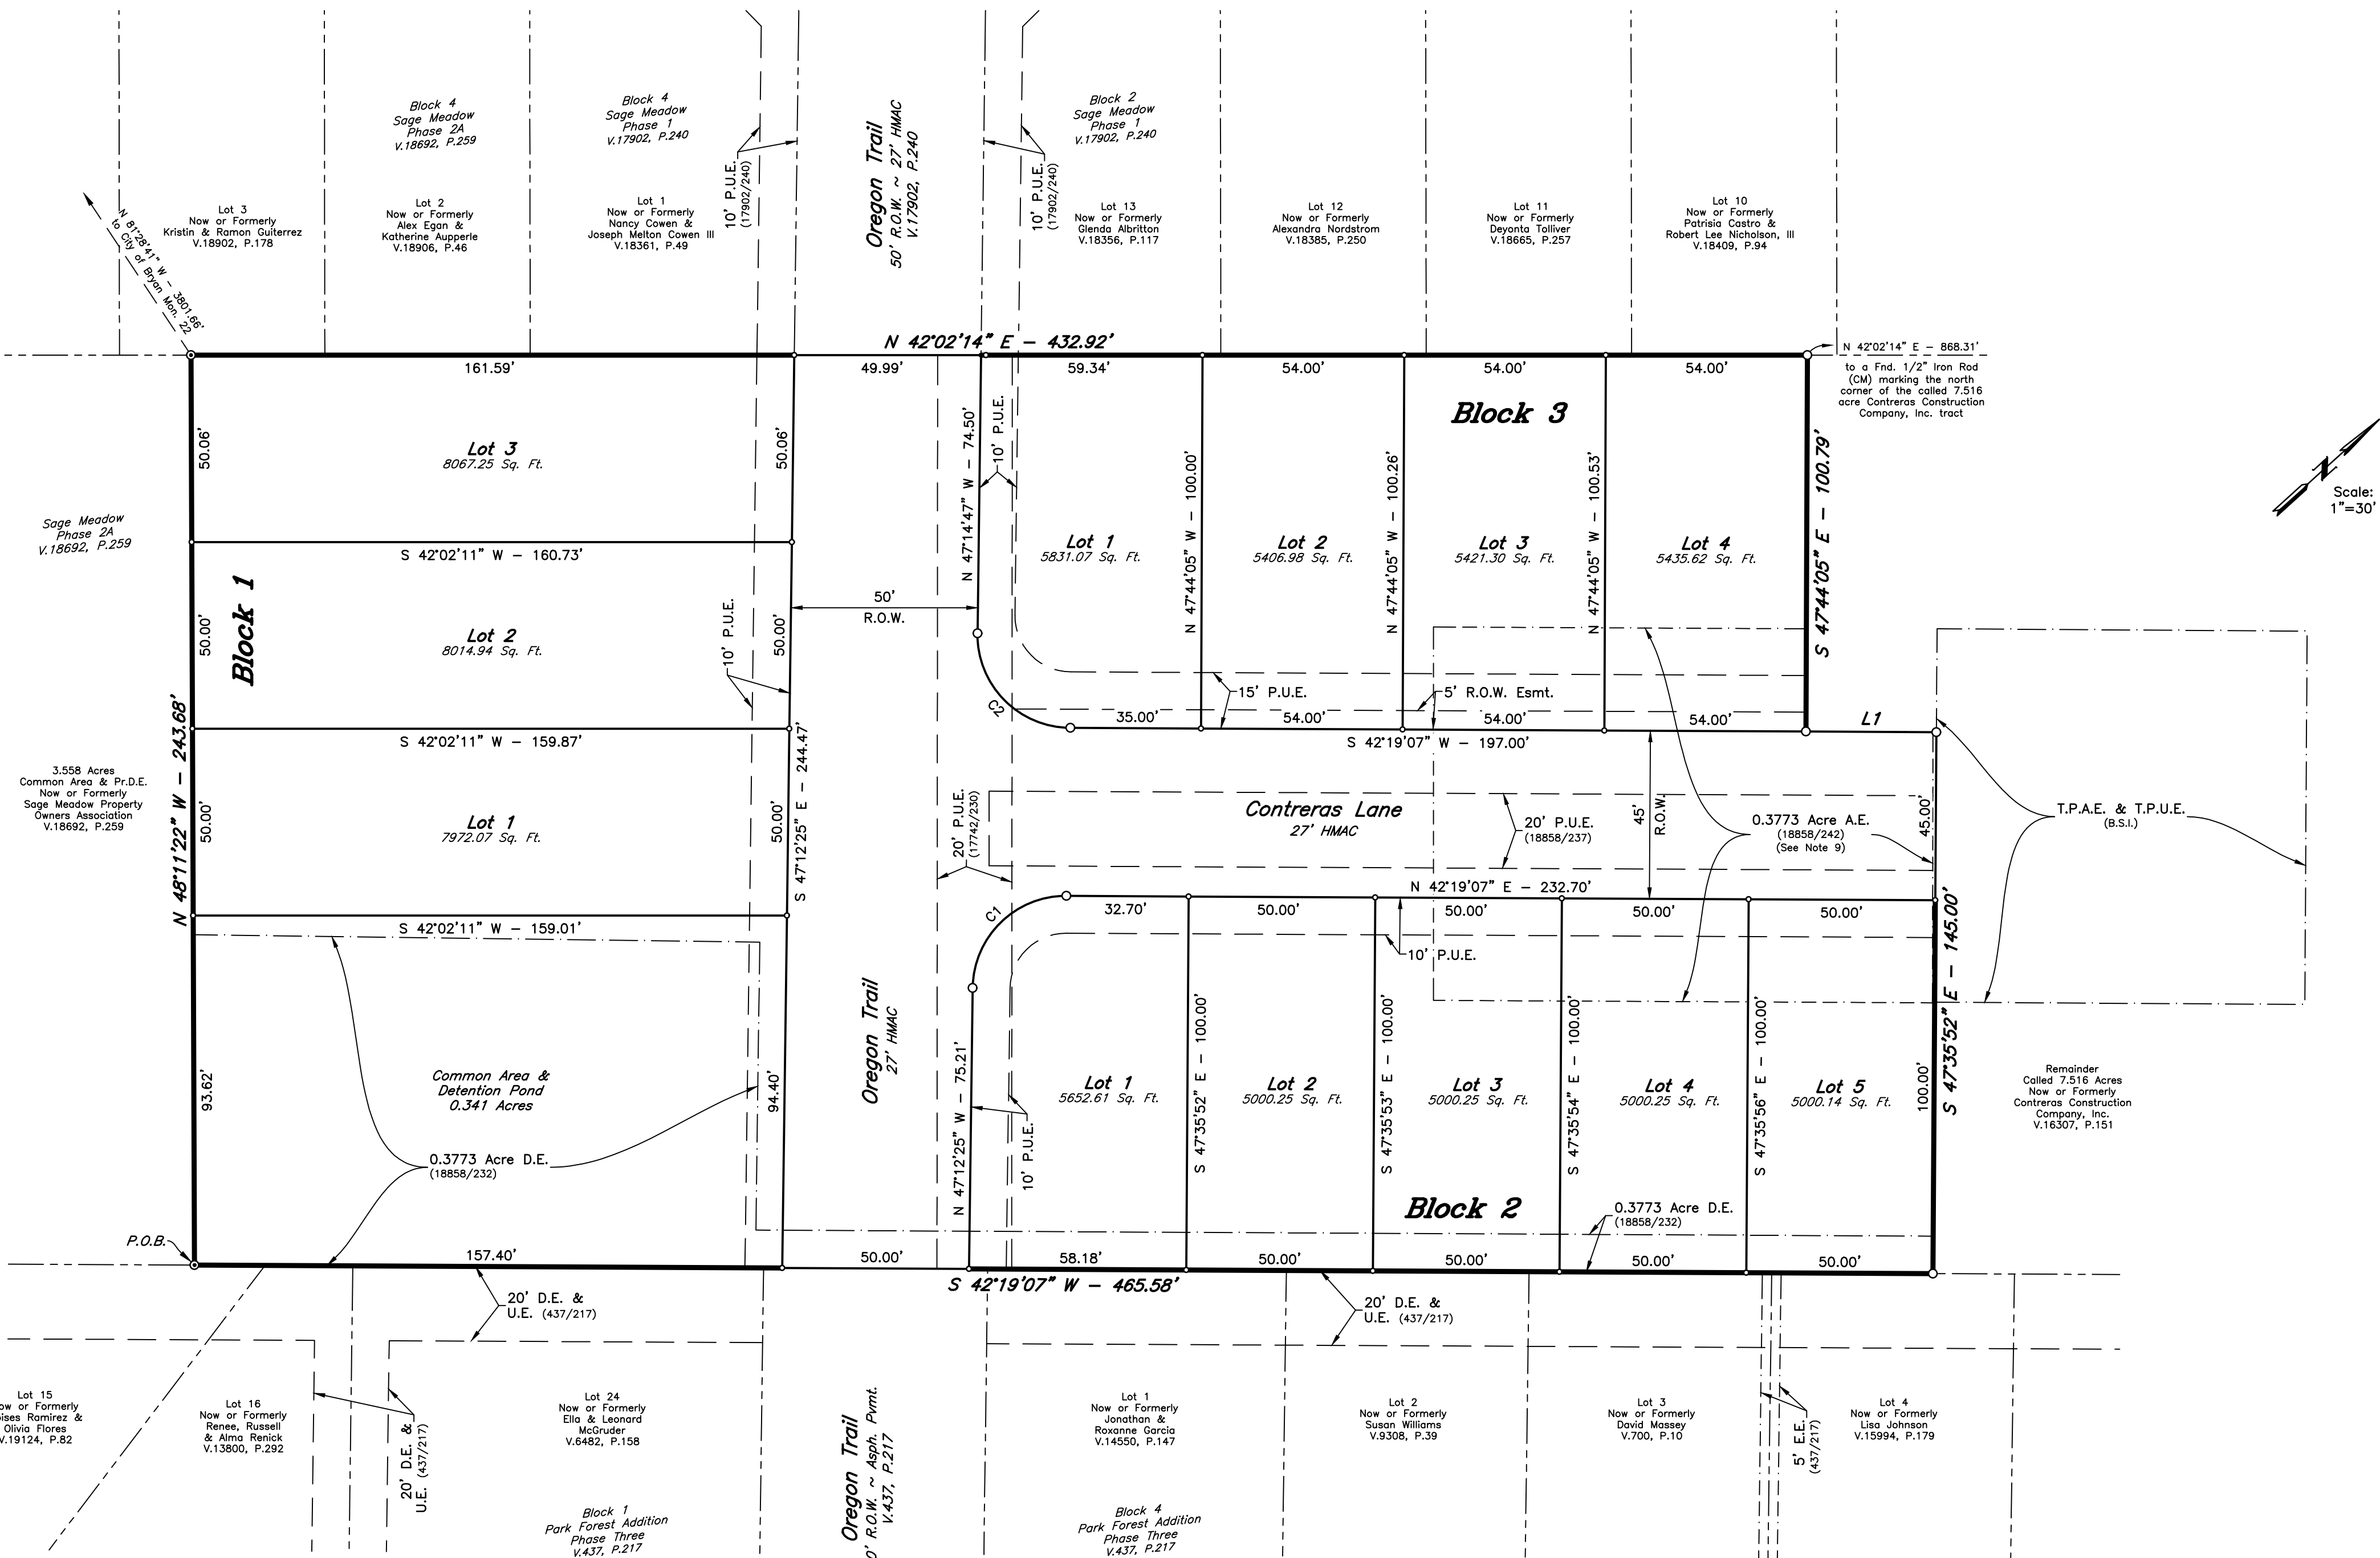 Block 4
Sage Meadow
Phase 2A
V.18692, P.259
Block 4
Sage Meadow
Phase 1
V.17902, P.240
10' P.U.E.
(17902/240)
Oregon Trail
50' R.O.W. ~ 27' HMAC
V.17902, P.240
10' P.U.E.
(17902/240)
Block 2
Sage Meadow
Phase 1
V.17902, P.240
N 81°28'41" W - 3801.66'
to City of Bryan Mon. 22
Lot 3
Now or Formerly
Kristin & Ramon Guiterrez
V.18902, P.178
Lot 2
Now or Formerly
Alex Egan &
Katherine Aupperle
V.18906, P.46
Lot 1
Now or Formerly
Nancy Cowen &
Joseph Melton Cowen III
V.18361, P.49
Lot 13
Now or Formerly
Glenda Albritton
V.18356, P.117
Lot 12
Now or Formerly
Alexandra Nordstrom
V.18385, P.250
Lot 11
Now or Formerly
Deyonta Tolliver
V.18665, P.257
Lot 10
Now or Formerly
Patrisia Castro &
Robert Lee Nicholson, III
V.18409, P.94
N 42°02'14" E - 432.92'
N 42°02'14" E - 868.31'
to a Fnd. 1/2" Iron Rod
(CM) marking the north
corner of the called 7.516
acre Contreras Construction
Company, Inc. tract
161.59'
49.99'
59.34'
54.00'
54.00'
54.00'
N
Scale:
1"=30'
Block 3
50.06'
Lot 3
8067.25 Sq. Ft.
50.06'
N 47°14'47" W - 74.50'
10' P.U.E.
N 47°44'05" W - 100.00'
N 47°44'05" W - 100.26'
N 47°44'05" W - 100.53'
S 47°44'05" E - 100.79'
Sage Meadow
Phase 2A
V.18692, P.259
Lot 1
5831.07 Sq. Ft.
Lot 2
5406.98 Sq. Ft.
Lot 3
5421.30 Sq. Ft.
Lot 4
5435.62 Sq. Ft.
S 42°02'11" W - 160.73'
Block 1
50.00'
Lot 2
8014.94 Sq. Ft.
10' P.U.E.
50.00'
50'
R.O.W.
C2
15' P.U.E.
5' R.O.W. Esmt.
35.00'
54.00'
54.00'
54.00'
L1
S 42°19'07" W - 197.00'
S 42°02'11" W - 159.87'
N 48°11'22" W - 243.68'
S 47°12'25" E - 244.47'
3.558 Acres
Common Area & Pr.D.E.
Now or Formerly
Sage Meadow Property
Owners Association
V.18692, P.259
50.00'
Lot 1
7972.07 Sq. Ft.
50.00'
20' P.U.E.
(17742/230)
Contreras Lane
27' HMAC
20' P.U.E.
(18858/237)
45'
R.O.W.
0.3773 Acre A.E.
(18858/242)
(See Note 9)
45.00'
T.P.A.E. & T.P.U.E.
(B.S.I.)
N 42°19'07" E - 232.70'
C1
32.70'
50.00'
50.00'
50.00'
50.00'
S 42°02'11" W - 159.01'
10' P.U.E.
S 47°35'52" E - 145.00'
93.62'
Common Area &
Detention Pond
0.341 Acres
94.40'
Oregon Trail
27' HMAC
N 47°12'25" W - 75.21'
10' P.U.E.
Lot 1
5652.61 Sq. Ft.
S 47°35'52" E - 100.00'
Lot 2
5000.25 Sq. Ft.
S 47°35'53" E - 100.00'
Lot 3
5000.25 Sq. Ft.
S 47°35'54" E - 100.00'
Lot 4
5000.25 Sq. Ft.
S 47°35'56" E - 100.00'
Lot 5
5000.14 Sq. Ft.
100.00'
Remainder
Called 7.516 Acres
Now or Formerly
Contreras Construction
Company, Inc.
V.16307, P.151
0.3773 Acre D.E.
(18858/232)
Block 2
0.3773 Acre D.E.
(18858/232)
P.O.B.
157.40'
50.00'
58.18'
50.00'
50.00'
50.00'
50.00'
S 42°19'07" W - 465.58'
20' D.E. &
U.E. (437/217)
20' D.E. &
U.E. (437/217)
Lot 15
ow or Formerly
ises Ramirez &
Olivia Flores
V.19124, P.82
Lot 16
Now or Formerly
Renee, Russell
& Alma Renick
V.13800, P.292
20' D.E. &
U.E. (437/217)
Lot 24
Now or Formerly
Ella & Leonard
McGruder
V.6482, P.158
Oregon Trail
0' R.O.W. ~ Asph. Pvmt.
V.437, P.217
Lot 1
Now or Formerly
Jonathan &
Roxanne Garcia
V.14550, P.147
Lot 2
Now or Formerly
Susan Williams
V.9308, P.39
Lot 3
Now or Formerly
David Massey
V.700, P.10
5' E.E.
(437/217)
Lot 4
Now or Formerly
Lisa Johnson
V.15994, P.179
Block 1
Park Forest Addition
Phase Three
V.437, P.217
Block 4
Park Forest Addition
Phase Three
V.437, P.217